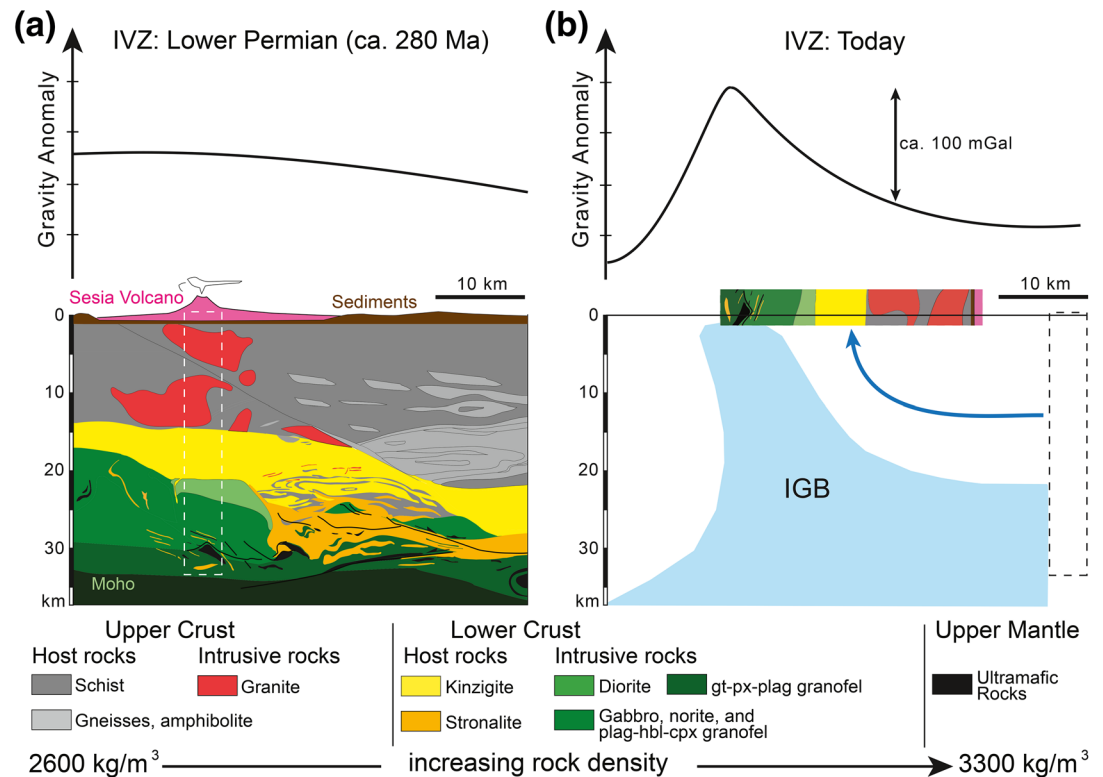 (a)
IVZ: Lower Permian (ca. 280 Ma)
Gravity Anomaly
Sesia Volcano
Sediments
10 km
0
10
20
30
km
Moho
(b)
IVZ: Today
Gravity Anomaly
ca. 100 mGal
10 km
0
10
20
30
km
IGB
Upper Crust
Host rocks
Intrusive rocks
Schist
Granite
Gneisses, amphibolite
Lower Crust
Host rocks
Intrusive rocks
Kinzigite
Diorite
gt-px-plag granofel
Stronalite
Gabbro, norite, and
plag-hbl-cpx granofel
Upper Mantle
Ultramafic
Rocks
2600 kg/m³ increasing rock density 3300 kg/m³